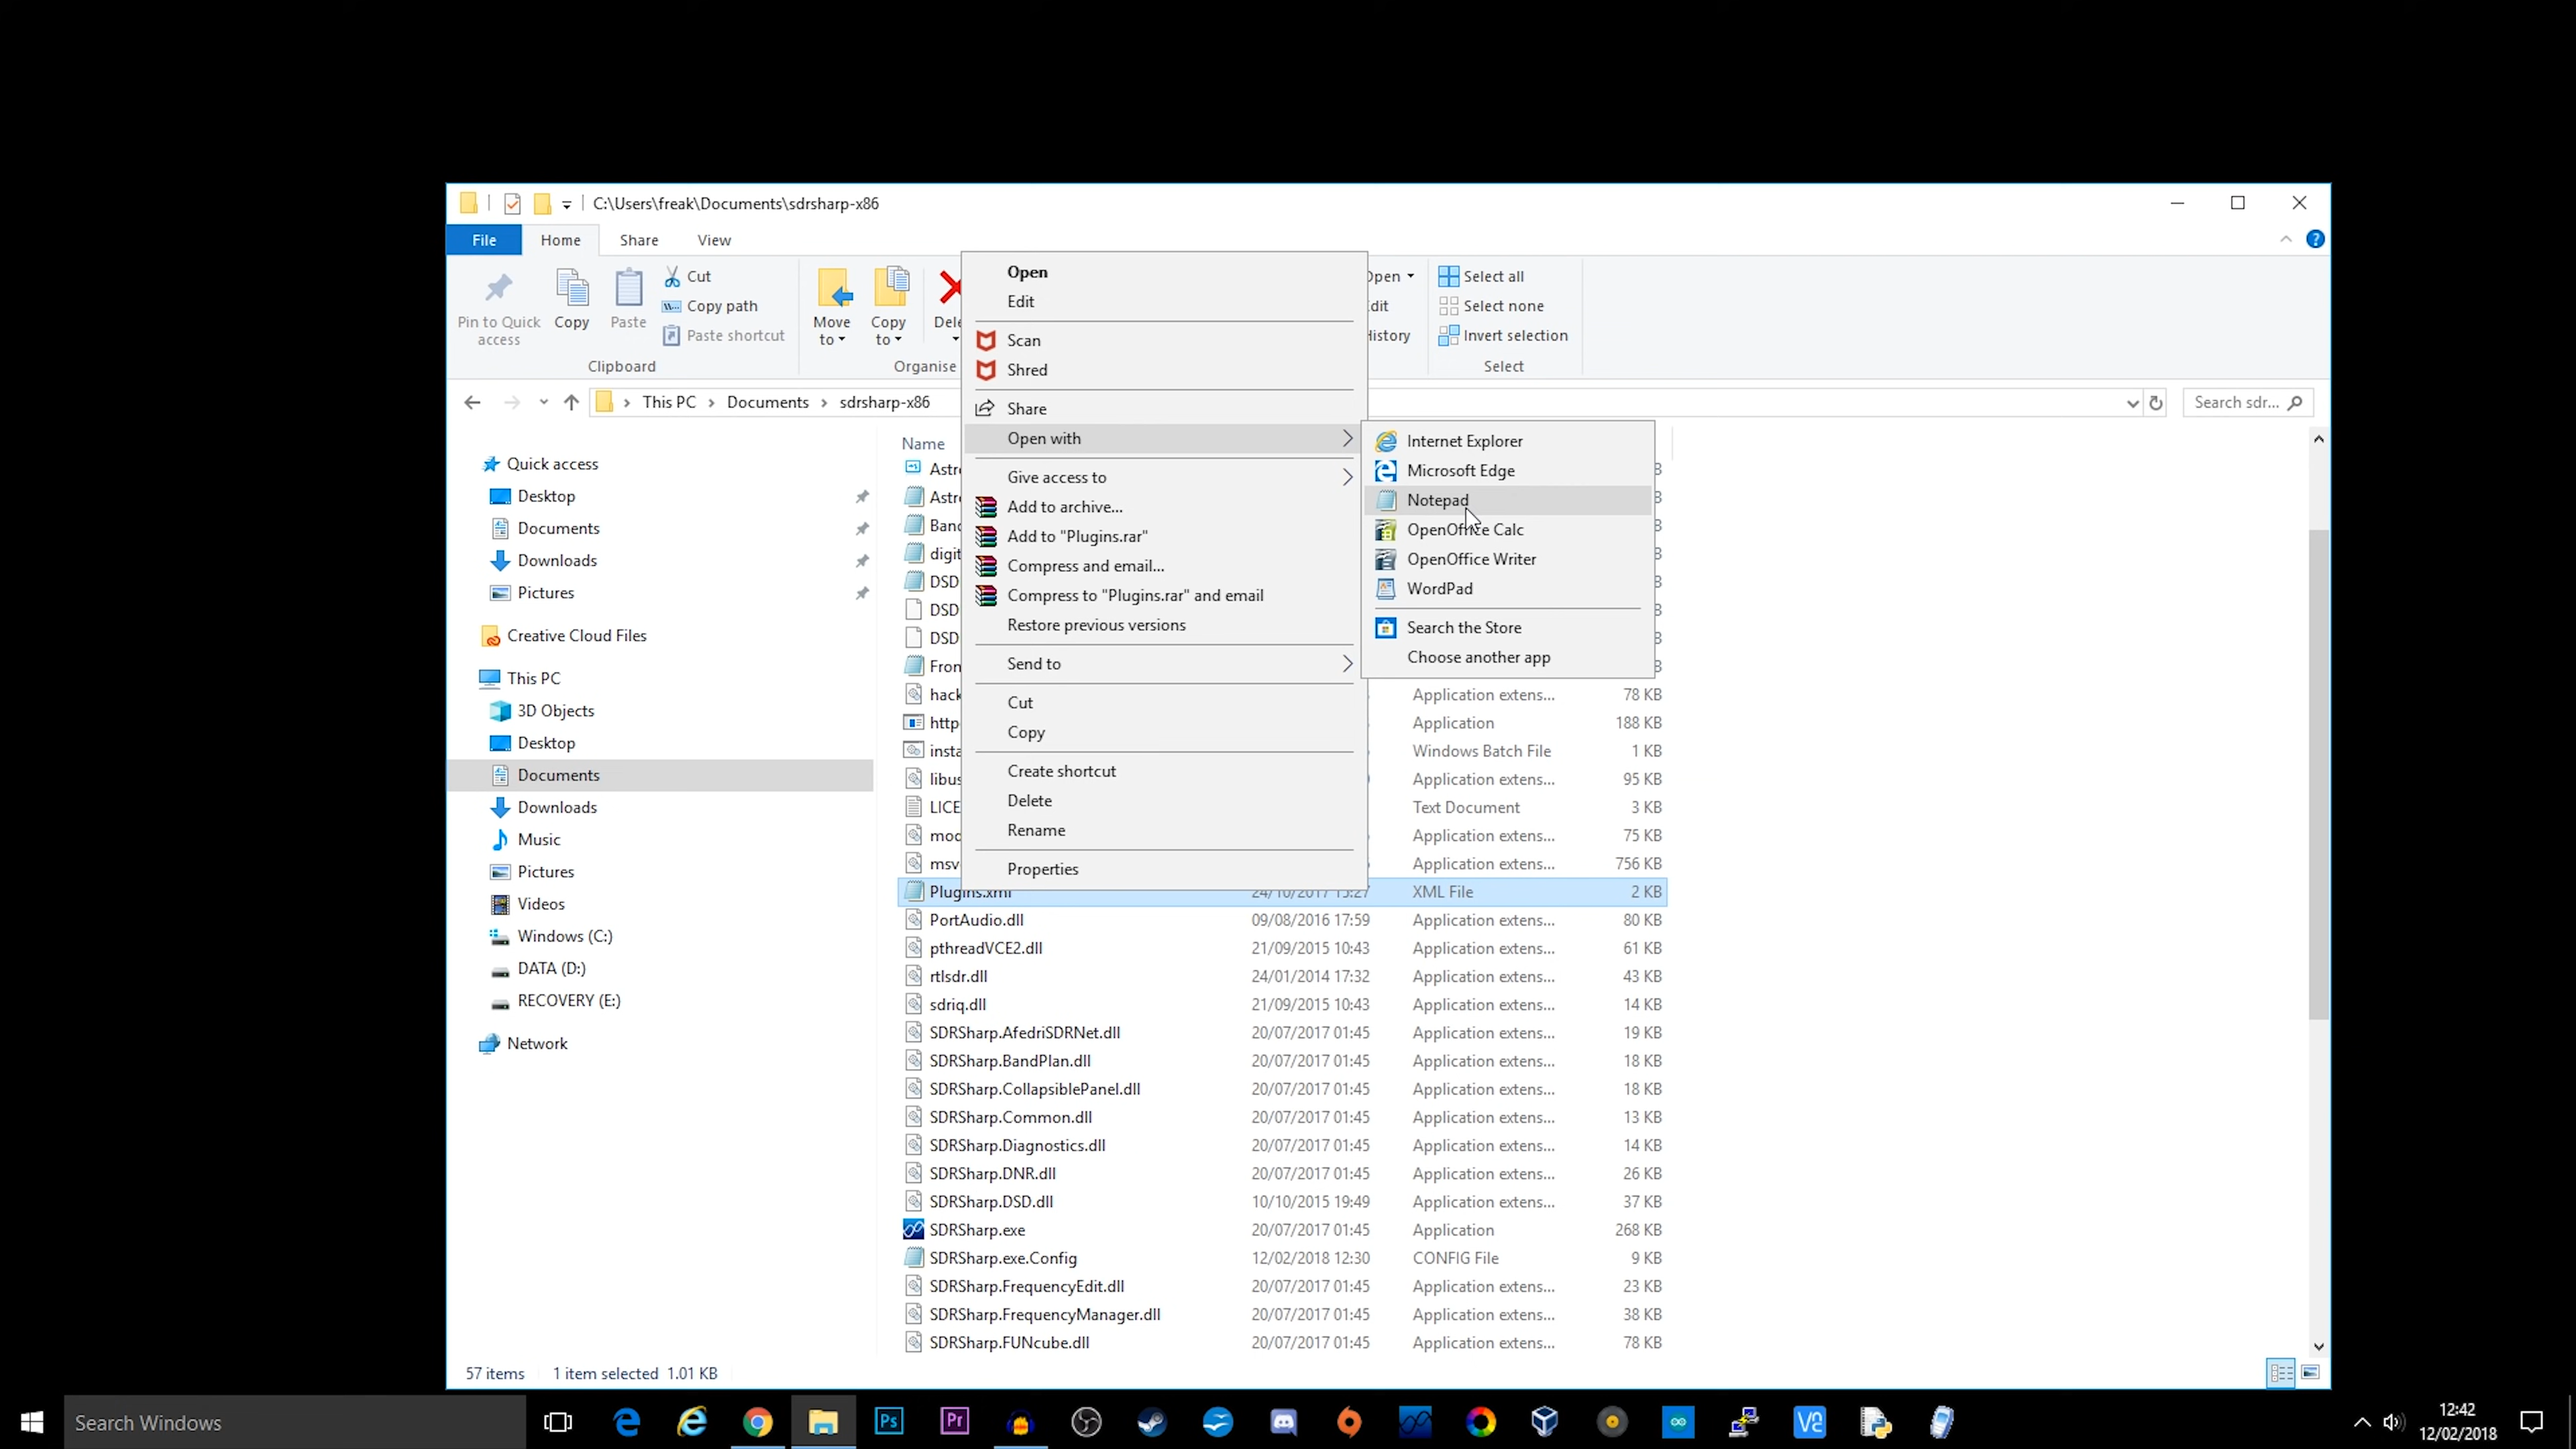 C:\Users\freak\Documents\sdrsharp-x86
File Home Share View
Pin to Quick access
Copy
Paste
Cut
Copy path
Paste shortcut
Clipboard
Move to
Copy to
Organise
Select all
Select none
Invert selection
Select
History
This PC Documents sdrsharp-x86
Search sdr...
Quick access
Desktop
Documents
Downloads
Pictures
Creative Cloud Files
This PC
3D Objects
Desktop
Documents
Downloads
Music
Pictures
Videos
Windows (C:)
DATA (D:)
RECOVERY (E:)
Network
Open
Edit
Scan
Shred
Share
Open with
Give access to
Add to archive...
Add to "Plugins.rar"
Compress and email...
Compress to "Plugins.rar" and email
Restore previous versions
Send to
Cut
Copy
Create shortcut
Delete
Rename
Properties
Internet Explorer
Microsoft Edge
Notepad
OpenOffice Calc
OpenOffice Writer
WordPad
Search the Store
Choose another app
Name
Application extens... 78 KB
Application 188 KB
Windows Batch File 1 KB
Application extens... 95 KB
Text Document 3 KB
Application extens... 75 KB
Application extens... 756 KB
Plugins.xml 24/10/2017 15:27 XML File 2 KB
PortAudio.dll 09/08/2016 17:59 Application extens... 80 KB
pthreadVCE2.dll 21/09/2015 10:43 Application extens... 61 KB
rtlsdr.dll 24/01/2014 17:32 Application extens... 43 KB
sdriq.dll 21/09/2015 10:43 Application extens... 14 KB
SDRSharp.AfedriSDRNet.dll 20/07/2017 01:45 Application extens... 19 KB
SDRSharp.BandPlan.dll 20/07/2017 01:45 Application extens... 18 KB
SDRSharp.CollapsiblePanel.dll 20/07/2017 01:45 Application extens... 18 KB
SDRSharp.Common.dll 20/07/2017 01:45 Application extens... 13 KB
SDRSharp.Diagnostics.dll 20/07/2017 01:45 Application extens... 14 KB
SDRSharp.DNR.dll 20/07/2017 01:45 Application extens... 26 KB
SDRSharp.DSD.dll 10/10/2015 19:49 Application extens... 37 KB
SDRSharp.exe 20/07/2017 01:45 Application 268 KB
SDRSharp.exe.Config 12/02/2018 12:30 CONFIG File 9 KB
SDRSharp.FrequencyEdit.dll 20/07/2017 01:45 Application extens... 23 KB
SDRSharp.FrequencyManager.dll 20/07/2017 01:45 Application extens... 38 KB
SDRSharp.FUNcube.dll 20/07/2017 01:45 Application extens... 78 KB
57 items 1 item selected 1.01 KB
Search Windows
Ps
Pr
12:42
12/02/2018